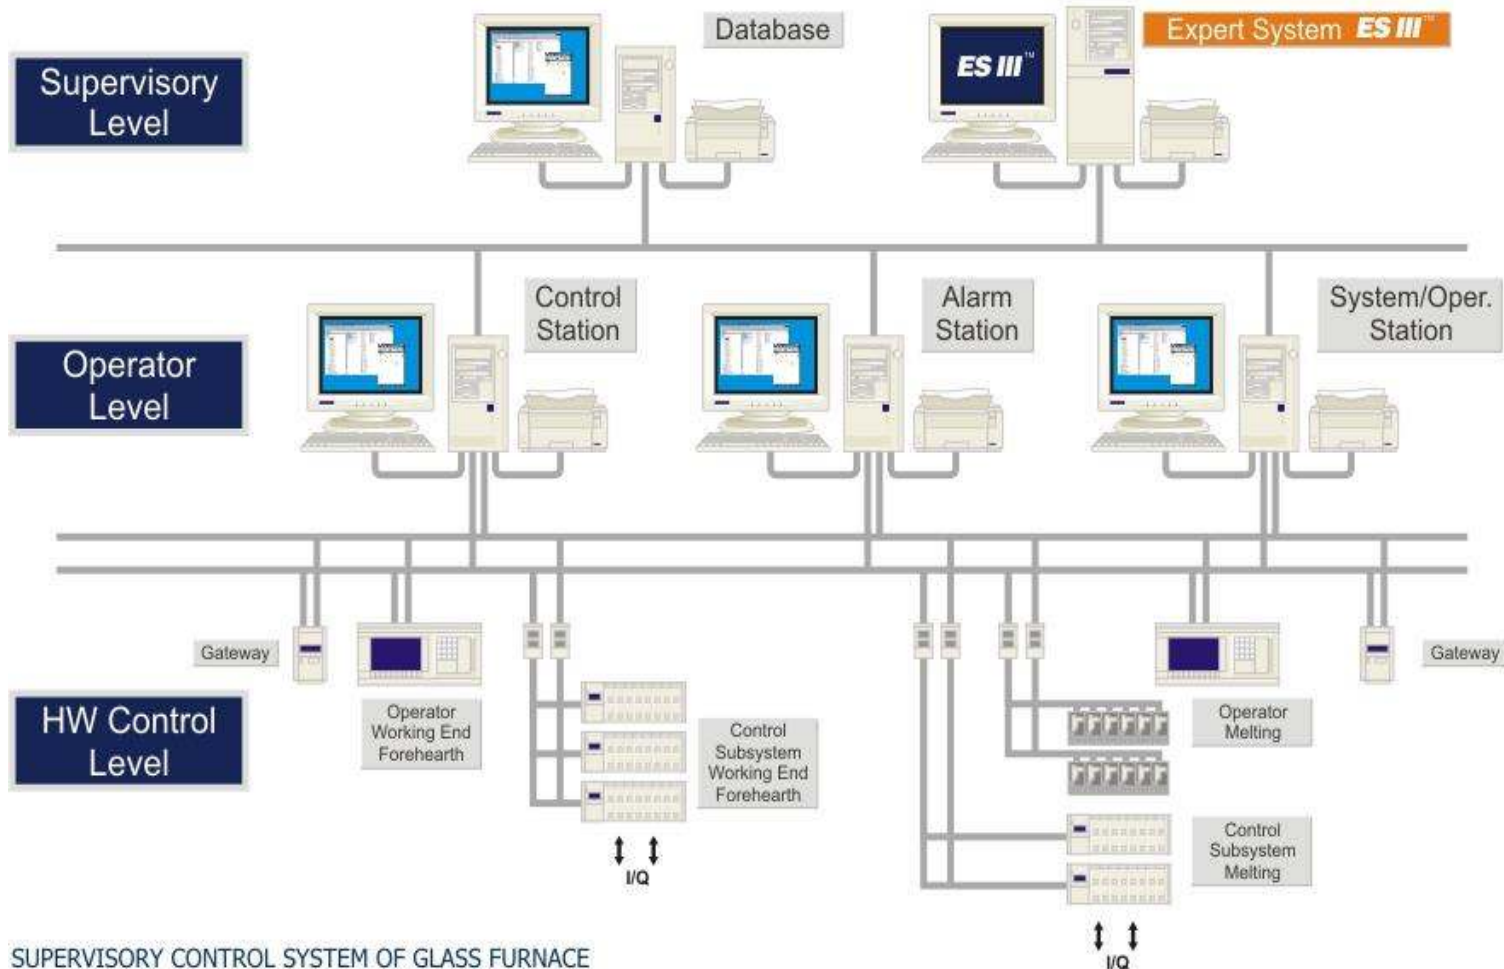 Database
Expert System ES III™
ES III™
Supervisory
Level
Control
Station
Alarm
Station
System/Oper.
Station
Operator
Level
Gateway
Gateway
HW Control
Level
Operator
Working End
Forehearth
Control
Subsystem
Working End
Forehearth
I/Q
Operator
Melting
Control
Subsystem
Melting
I/Q
SUPERVISORY CONTROL SYSTEM OF GLASS FURNACE